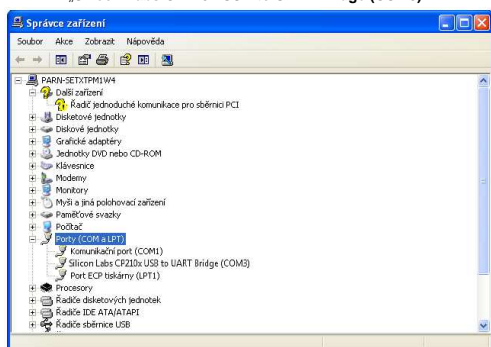 Správce zařízení
Soubor Akce Zobrazit Nápověda
PARN-SETXTPM1W4
Další zařízení
Řadič jednoduché komunikace pro sběrnici PCI
Disketové jednotky
Diskové jednotky
Grafické adaptéry
Jednotky DVD nebo CD-ROM
Klávesnice
Modemy
Monitory
Myši a jiná polohovací zařízení
Paměťové svazky
Počítač
Porty (COM a LPT)
Komunikační port (COM1)
Silicon Labs CP210x USB to UART Bridge (COM3)
Port ECP tiskárny (LPT1)
Procesory
Řadiče disketových jednotek
Řadiče IDE ATA/ATAPI
Řadiče sběrnice USB